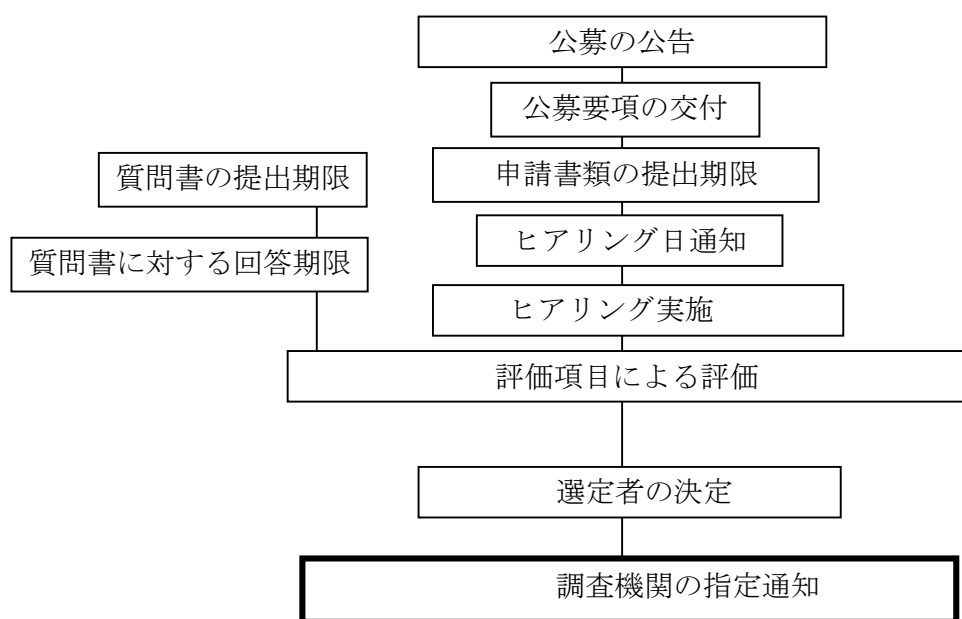 公募の公告
公募要項の交付
質問書の提出期限
申請書類の提出期限
ヒアリング日通知
質問書に対する回答期限
ヒアリング実施
評価項目による評価
選定者の決定
調査機関の指定通知